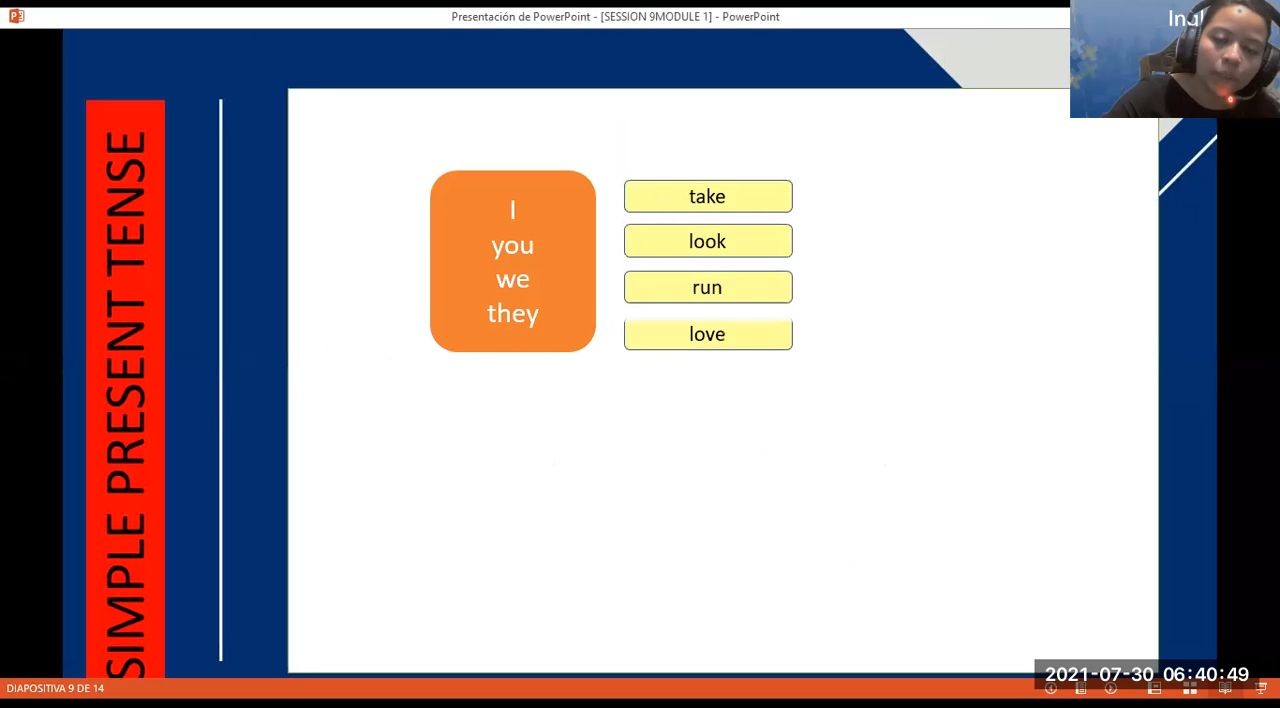 Presentación de PowerPoint - [SESSION 9MODULE 1] - PowerPoint
SIMPLE PRESENT TENSE
I
you
we
they
take
look
run
love
2021-07-30 06:40:49
DIAPOSITIVA 9 DE 14